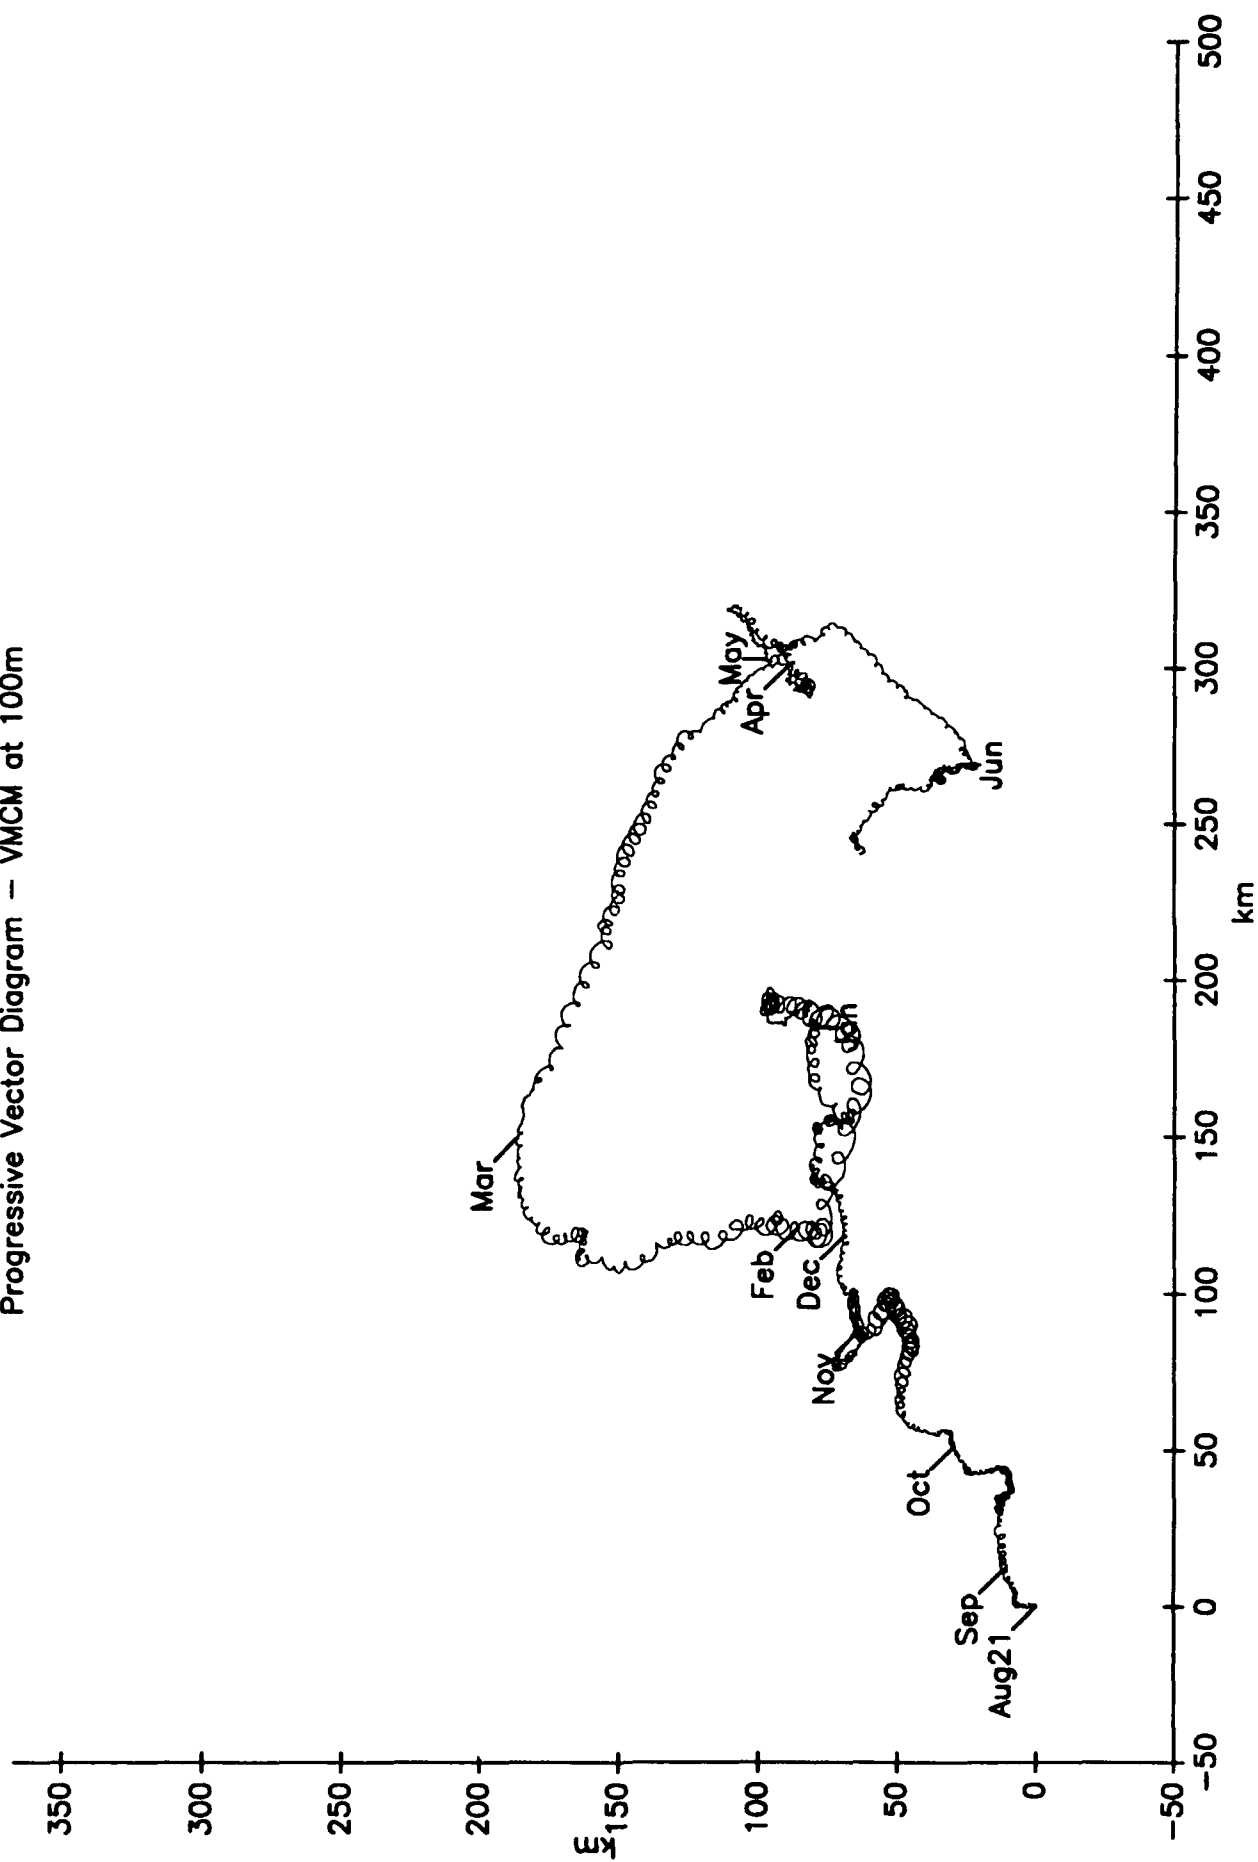 Progressive Vector Diagram — VMCM at 100m
350
300
250
200
150
100
50
0
-50
km
Mar
May
Apr
Jan
Feb
Dec
Nov
Jun
Oct
Sep
Aug21
-50 0 50 100 150 200 250 300 350 400 450 500
km